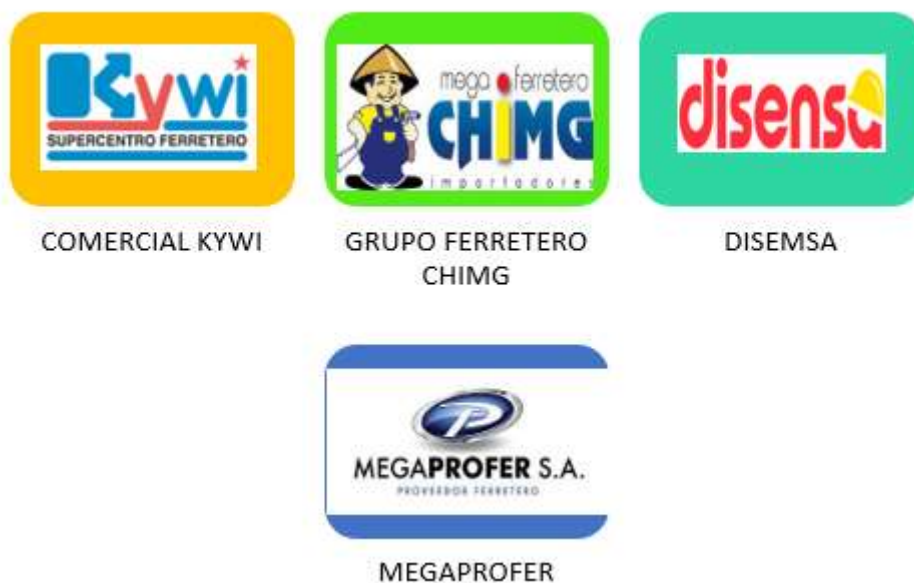 Kywi
SUPERCENTRO FERRETERO
COMERCIAL KYWI
mega ferretero
CHIMG
importadores
GRUPO FERRETERO
CHIMG
disensa
DISEMSA
P
MEGAPROFER S.A.
PROVEEDOR FERRETERO
MEGAPROFER